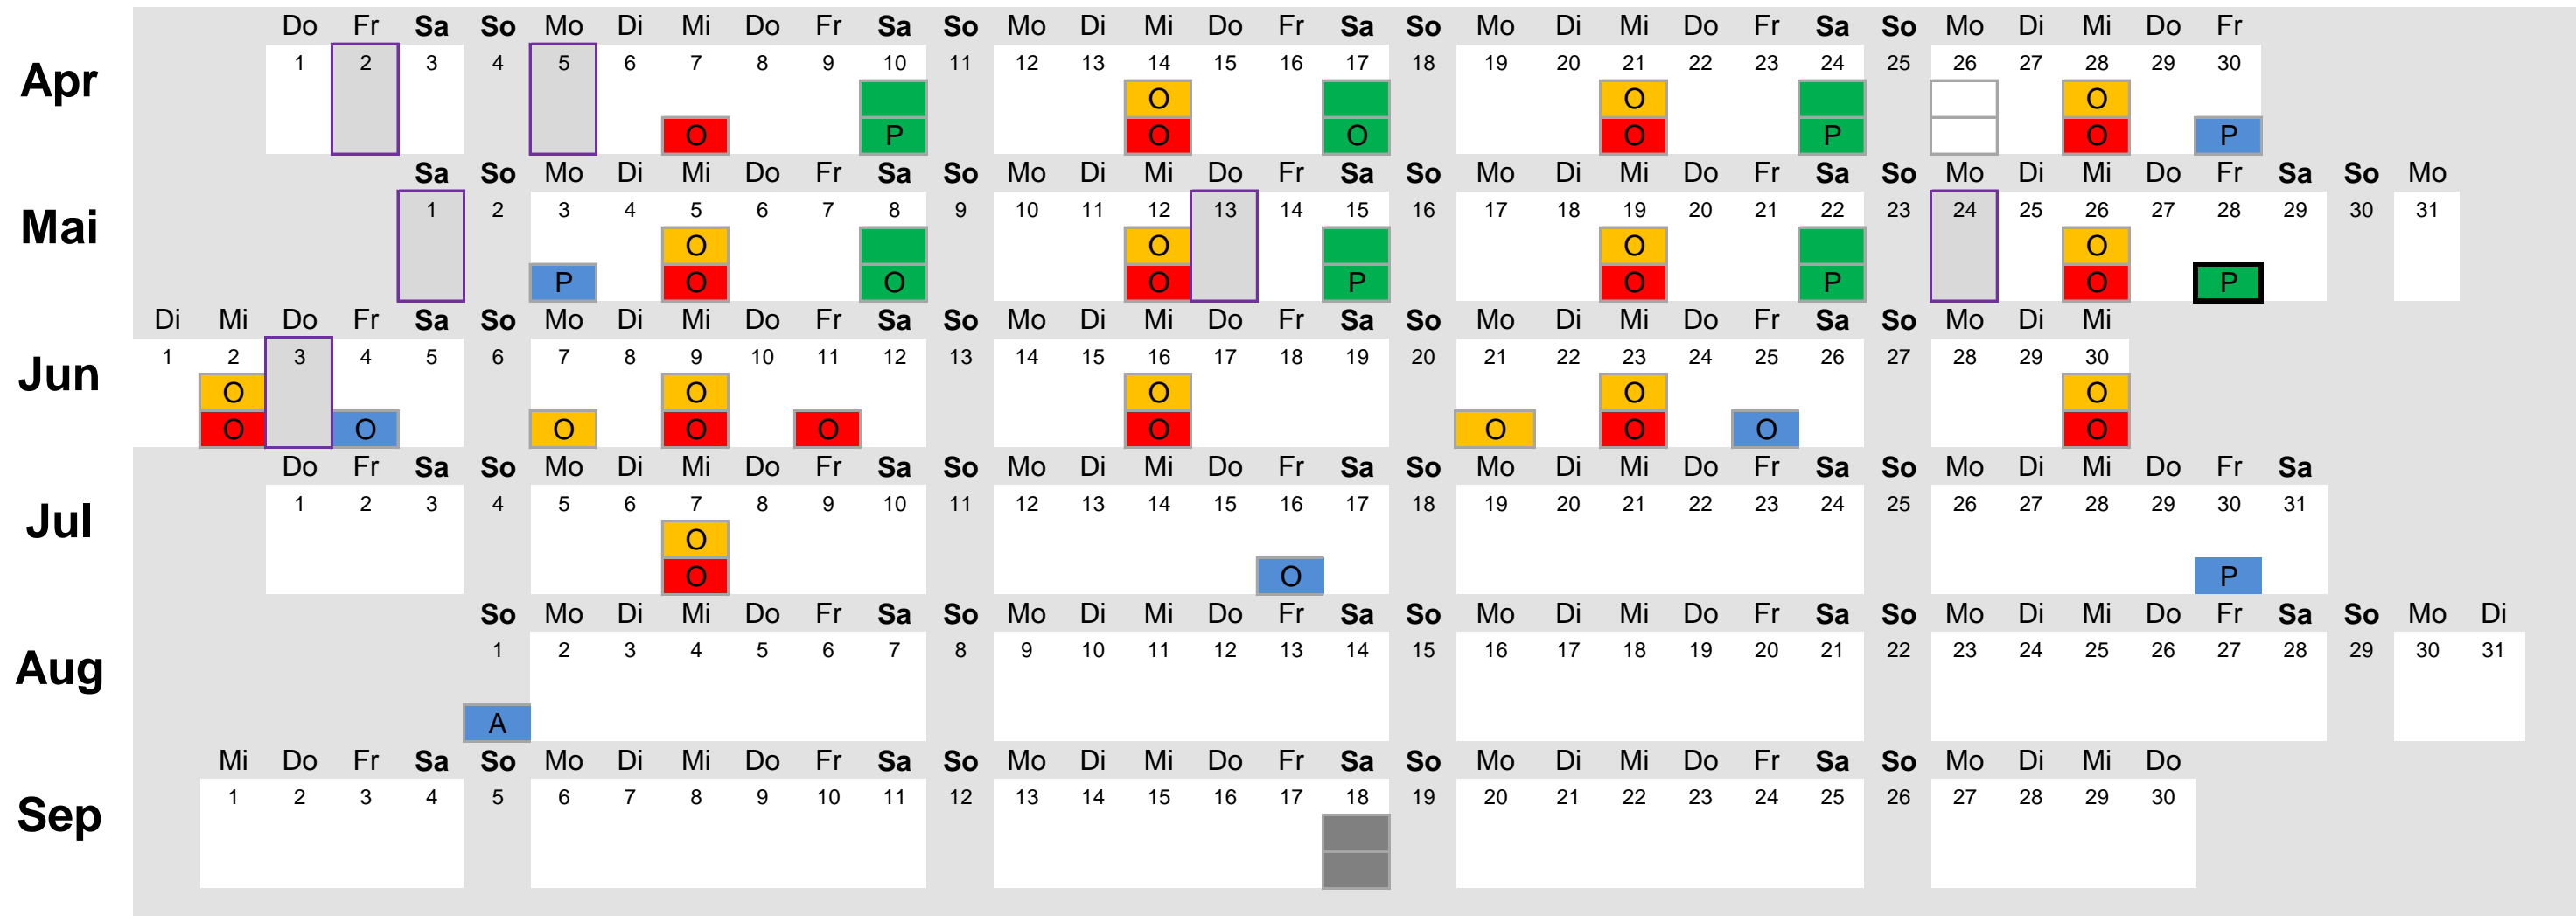 Do Fr Sa So Mo Di Mi Do Fr Sa So Mo Di Mi Do Fr Sa So Mo Di Mi Do Fr Sa So Mo Di Mi Do Fr
Apr
1 2 3 4 5 6 7 8 9 10 11 12 13 14 15 16 17 18 19 20 21 22 23 24 25 26 27 28 29 30
O O O
O P O O O P O P
Sa So Mo Di Mi Do Fr Sa So Mo Di Mi Do Fr Sa So Mo Di Mi Do Fr Sa So Mo Di Mi Do Fr Sa So Mo
Mai
1 2 3 4 5 6 7 8 9 10 11 12 13 14 15 16 17 18 19 20 21 22 23 24 25 26 27 28 29 30 31
O O O O
P O O O P O P O P
Di Mi Do Fr Sa So Mo Di Mi Do Fr Sa So Mo Di Mi Do Fr Sa So Mo Di Mi Do Fr Sa So Mo Di Mi
Jun
1 2 3 4 5 6 7 8 9 10 11 12 13 14 15 16 17 18 19 20 21 22 23 24 25 26 27 28 29 30
O O O O O
O O O O O O O O O O
Do Fr Sa So Mo Di Mi Do Fr Sa So Mo Di Mi Do Fr Sa So Mo Di Mi Do Fr Sa So Mo Di Mi Do Fr Sa
Jul
1 2 3 4 5 6 7 8 9 10 11 12 13 14 15 16 17 18 19 20 21 22 23 24 25 26 27 28 29 30 31
O
O O P
So Mo Di Mi Do Fr Sa So Mo Di Mi Do Fr Sa So Mo Di Mi Do Fr Sa So Mo Di Mi Do Fr Sa So Mo Di
Aug
1 2 3 4 5 6 7 8 9 10 11 12 13 14 15 16 17 18 19 20 21 22 23 24 25 26 27 28 29 30 31
A
Mi Do Fr Sa So Mo Di Mi Do Fr Sa So Mo Di Mi Do Fr Sa So Mo Di Mi Do Fr Sa So Mo Di Mi Do
Sep
1 2 3 4 5 6 7 8 9 10 11 12 13 14 15 16 17 18 19 20 21 22 23 24 25 26 27 28 29 30